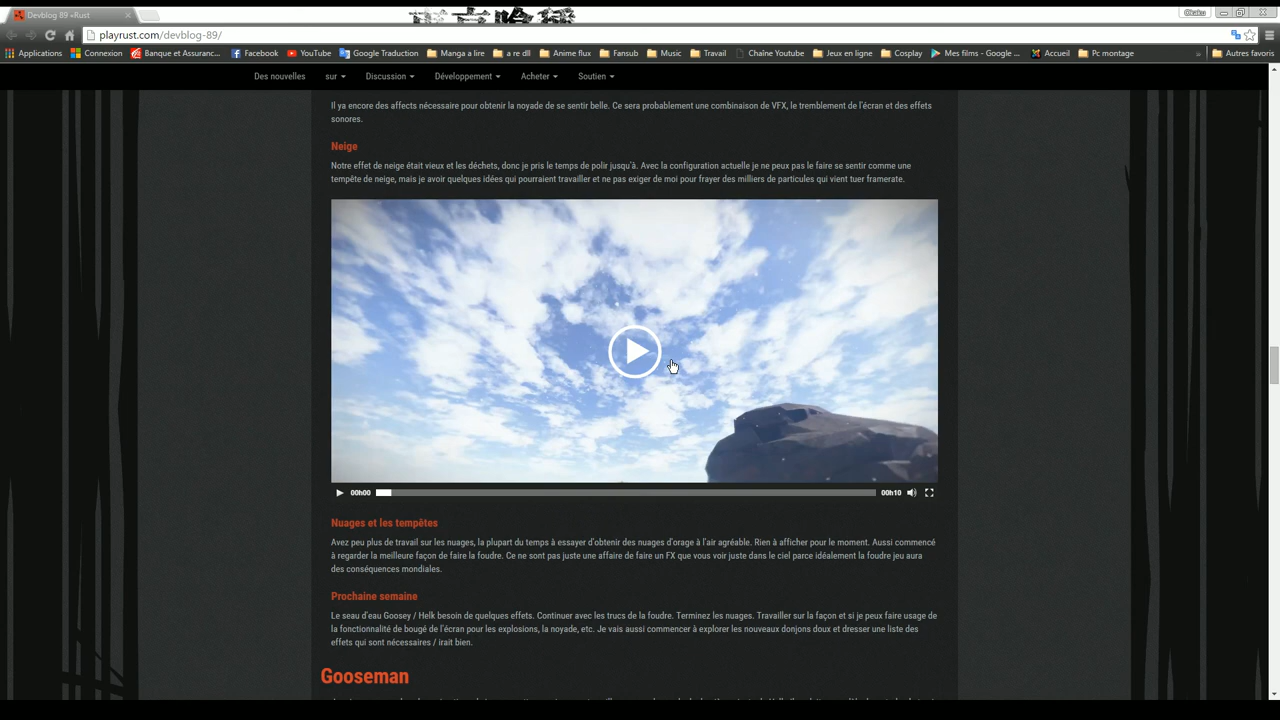 Devblog 89 »Rust
Otaku
playrust.com/devblog-89/
Applications Connexion Banque et Assuranc... Facebook YouTube Google Traduction Manga a lire a re dll Anime flux Fansub Music Travail Chaîne Youtube Jeux en ligne Cosplay Mes films - Google ... Accueil Pc montage » Autres favoris
Des nouvelles sur Discussion Développement Acheter Soutien
Il ya encore des affects nécessaire pour obtenir la noyade de se sentir belle. Ce sera probablement une combinaison de VFX, le tremblement de l'écran et des effets
sonores.
Neige
Notre effet de neige était vieux et les déchets, donc je pris le temps de polir jusqu'à. Avec la configuration actuelle je ne peux pas le faire se sentir comme une
tempête de neige, mais je avoir quelques idées qui pourraient travailler et ne pas exiger de moi pour frayer des milliers de particules qui vient tuer framerate.
00h00 00h10
Nuages et les tempêtes
Avez peu plus de travail sur les nuages, la plupart du temps à essayer d'obtenir des nuages d'orage à l'air agréable. Rien à afficher pour le moment. Aussi commencé
à regarder la meilleure façon de faire la foudre. Ce ne sont pas juste une affaire de faire un FX que vous voir juste dans le ciel parce idéalement la foudre jeu aura
des conséquences mondiales.
Prochaine semaine
Le seau d'eau Goosey / Helk besoin de quelques effets. Continuer avec les trucs de la foudre. Terminez les nuages. Travailler sur la façon et si je peux faire usage de
la fonctionnalité de bougé de l'écran pour les explosions, la noyade, etc. Je vais aussi commencer à explorer les nouveaux donjons doux et dresser une liste des
effets qui sont nécessaires / irait bien.
Gooseman